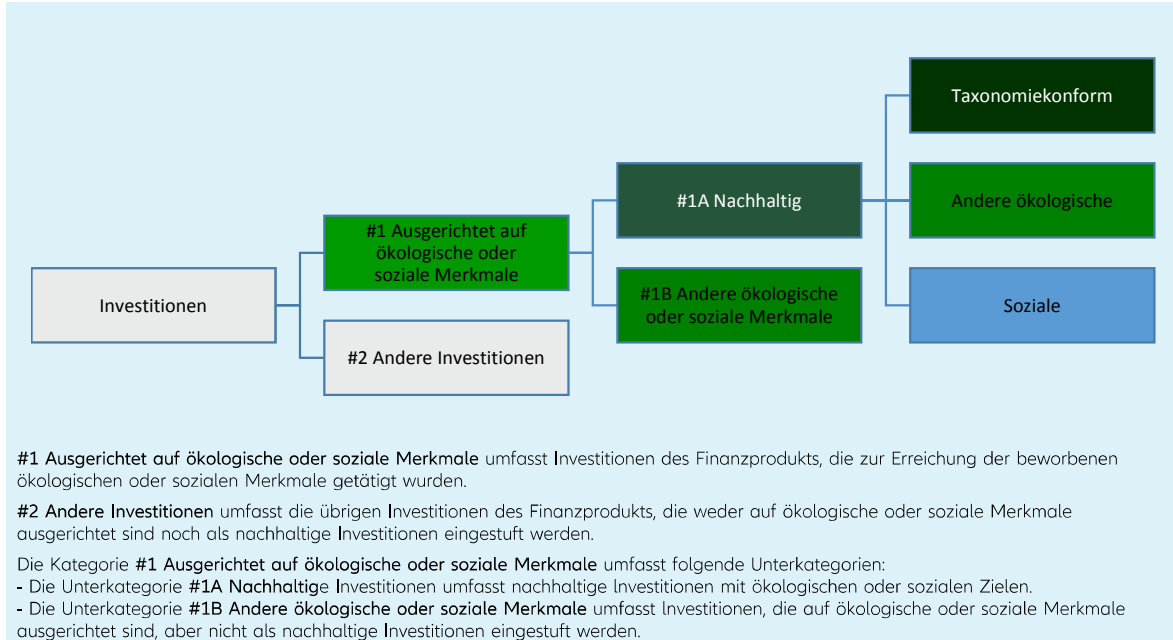 Taxonomiekonform
#1A Nachhaltig
Andere ökologische
#1 Ausgerichtet auf
ökologische oder
soziale Merkmale
Investitionen
#1B Andere ökologische
oder soziale Merkmale
Soziale
#2 Andere Investitionen
#1 Ausgerichtet auf ökologische oder soziale Merkmale umfasst Investitionen des Finanzprodukts, die zur Erreichung der beworbenen
ökologischen oder sozialen Merkmale getätigt wurden.
#2 Andere Investitionen umfasst die übrigen Investitionen des Finanzprodukts, die weder auf ökologische oder soziale Merkmale
ausgerichtet sind noch als nachhaltige Investitionen eingestuft werden.
Die Kategorie #1 Ausgerichtet auf ökologische oder soziale Merkmale umfasst folgende Unterkategorien:
- Die Unterkategorie #1A Nachhaltige Investitionen umfasst nachhaltige Investitionen mit ökologischen oder sozialen Zielen.
- Die Unterkategorie #1B Andere ökologische oder soziale Merkmale umfasst Investitionen, die auf ökologische oder soziale Merkmale
ausgerichtet sind, aber nicht als nachhaltige Investitionen eingestuft werden.